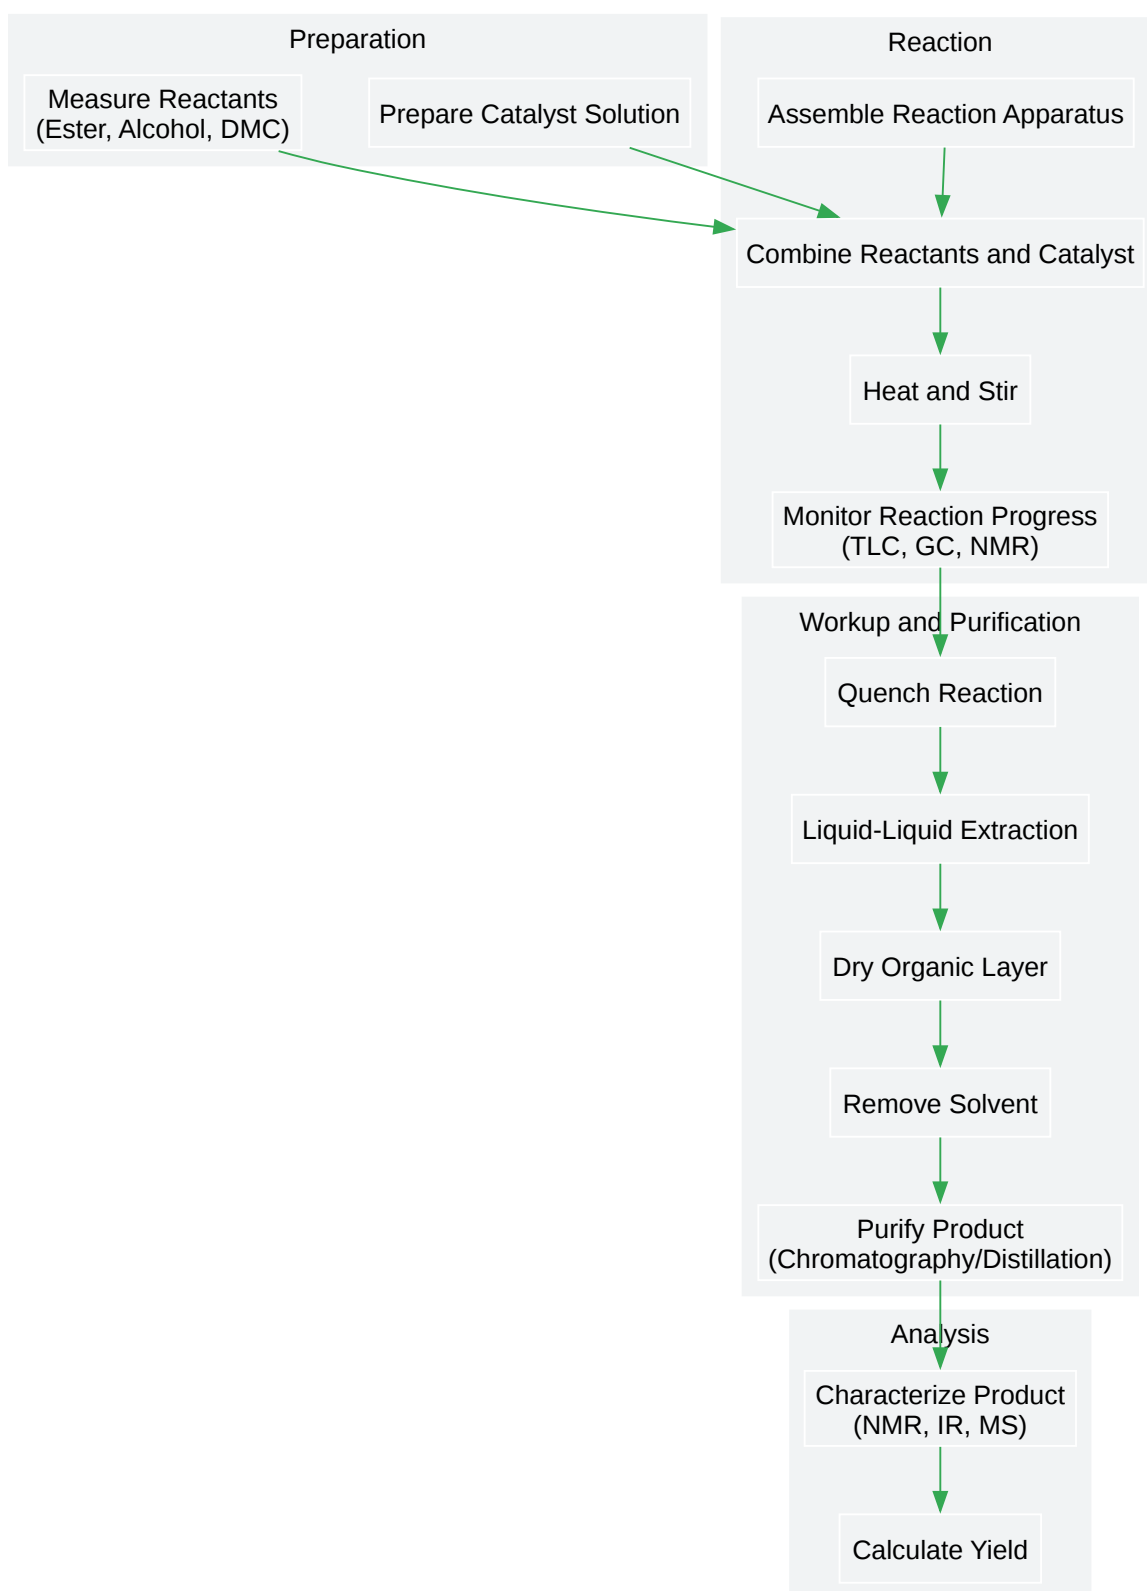 Preparation
Measure Reactants
(Ester, Alcohol, DMC)
Prepare Catalyst Solution
Reaction
Assemble Reaction Apparatus
Combine Reactants and Catalyst
Heat and Stir
Monitor Reaction Progress
(TLC, GC, NMR)
Workup and Purification
Quench Reaction
Liquid-Liquid Extraction
Dry Organic Layer
Remove Solvent
Purify Product
(Chromatography/Distillation)
Analysis
Characterize Product
(NMR, IR, MS)
Calculate Yield